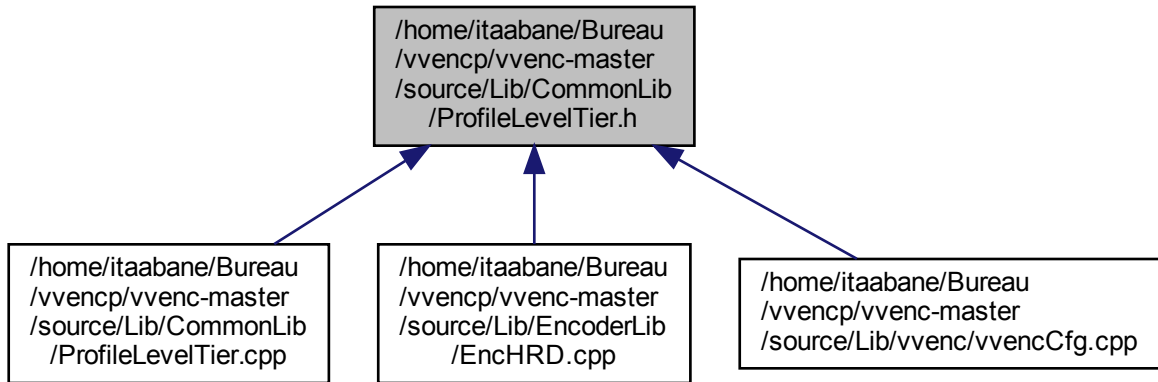 /home/itaabane/Bureau
/vvencp/vvenc-master
/source/Lib/CommonLib
/ProfileLevelTier.h
/home/itaabane/Bureau
/vvencp/vvenc-master
/source/Lib/CommonLib
/ProfileLevelTier.cpp
/home/itaabane/Bureau
/vvencp/vvenc-master
/source/Lib/EncoderLib
/EncHRD.cpp
/home/itaabane/Bureau
/vvencp/vvenc-master
/source/Lib/vvenc/vvencCfg.cpp